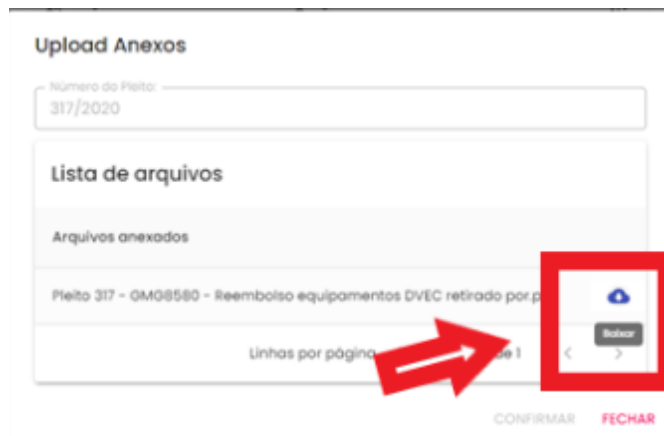 Upload Anexos
Número do Pleito:
317/2020
Lista de arquivos
Arquivos anexados
Pleito 317 - GMG8580 - Reembolso equipamentos DVEC retirado por.p
Baixar
Linhas por página de 1 < >
CONFIRMAR FECHAR